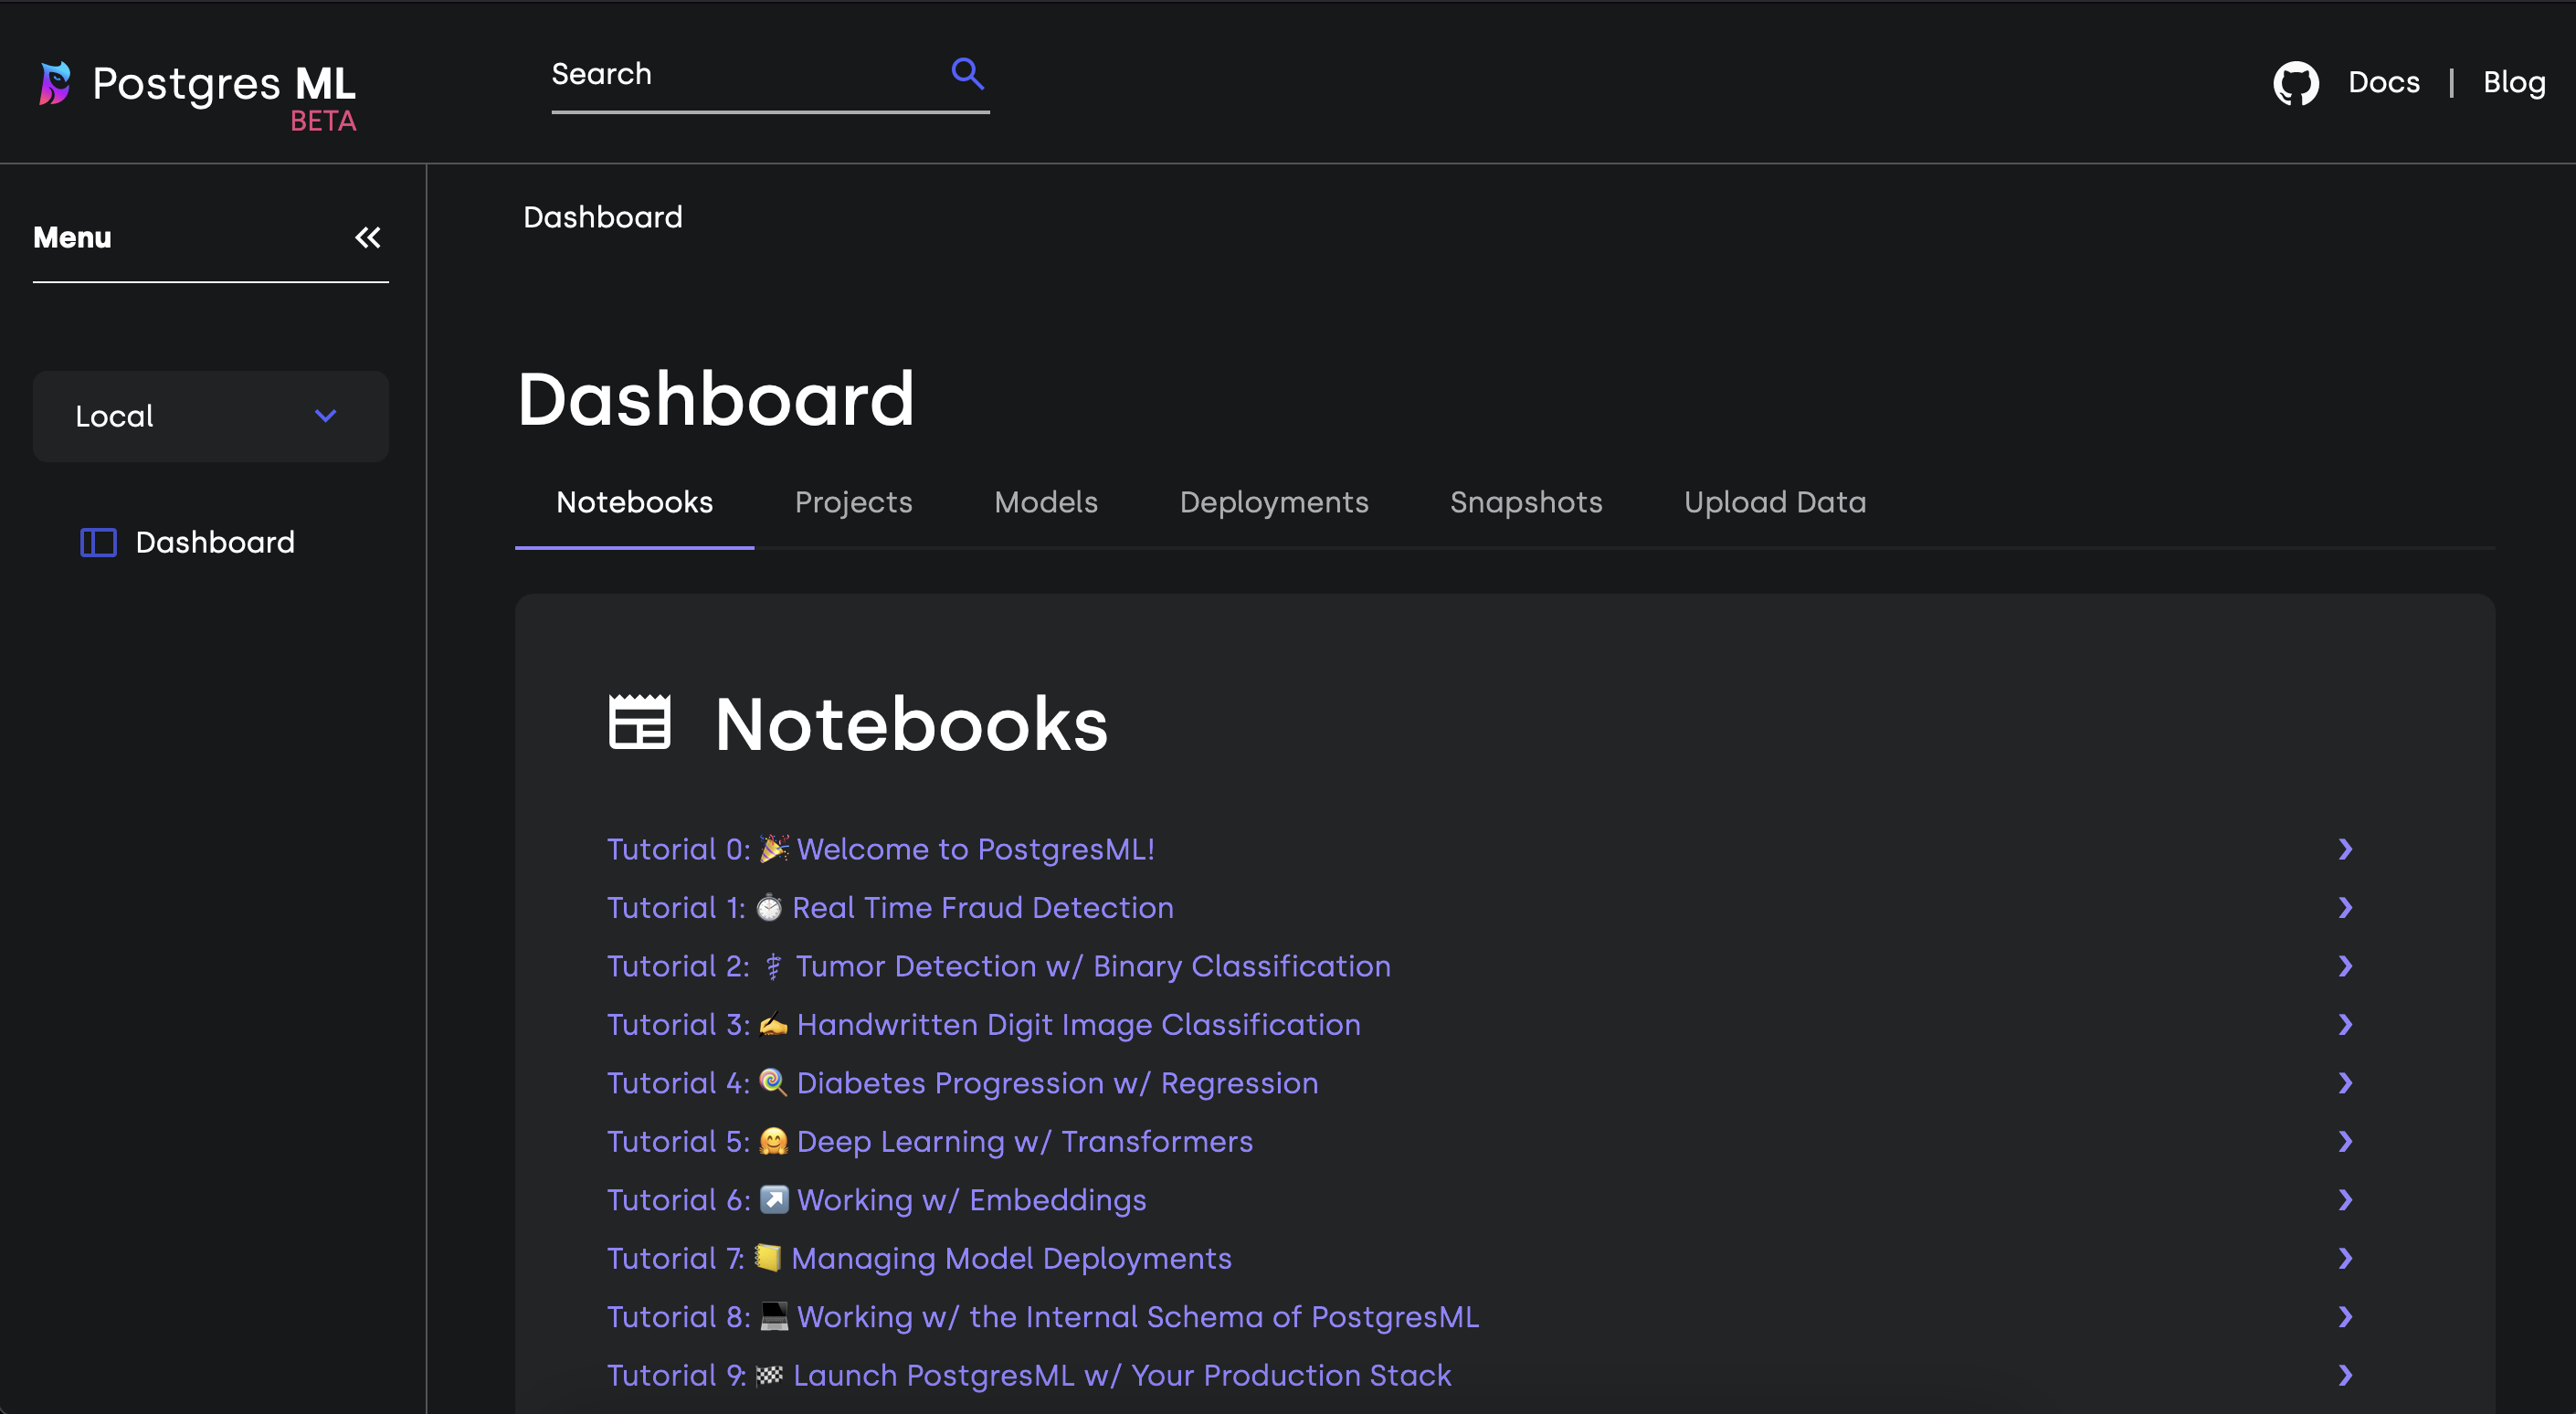 Postgres ML
BETA
Search
Docs | Blog
Menu
Local
Dashboard
Dashboard
Dashboard
Notebooks Projects Models Deployments Snapshots Upload Data
Notebooks
Tutorial 0: 🎉 Welcome to PostgresML!
Tutorial 1: ⏱️ Real Time Fraud Detection
Tutorial 2: ⚕ Tumor Detection w/ Binary Classification
Tutorial 3: ✍️ Handwritten Digit Image Classification
Tutorial 4: 🍭 Diabetes Progression w/ Regression
Tutorial 5: 🤗 Deep Learning w/ Transformers
Tutorial 6: ↗️ Working w/ Embeddings
Tutorial 7: 📒 Managing Model Deployments
Tutorial 8: 💻 Working w/ the Internal Schema of PostgresML
Tutorial 9: 🏁 Launch PostgresML w/ Your Production Stack